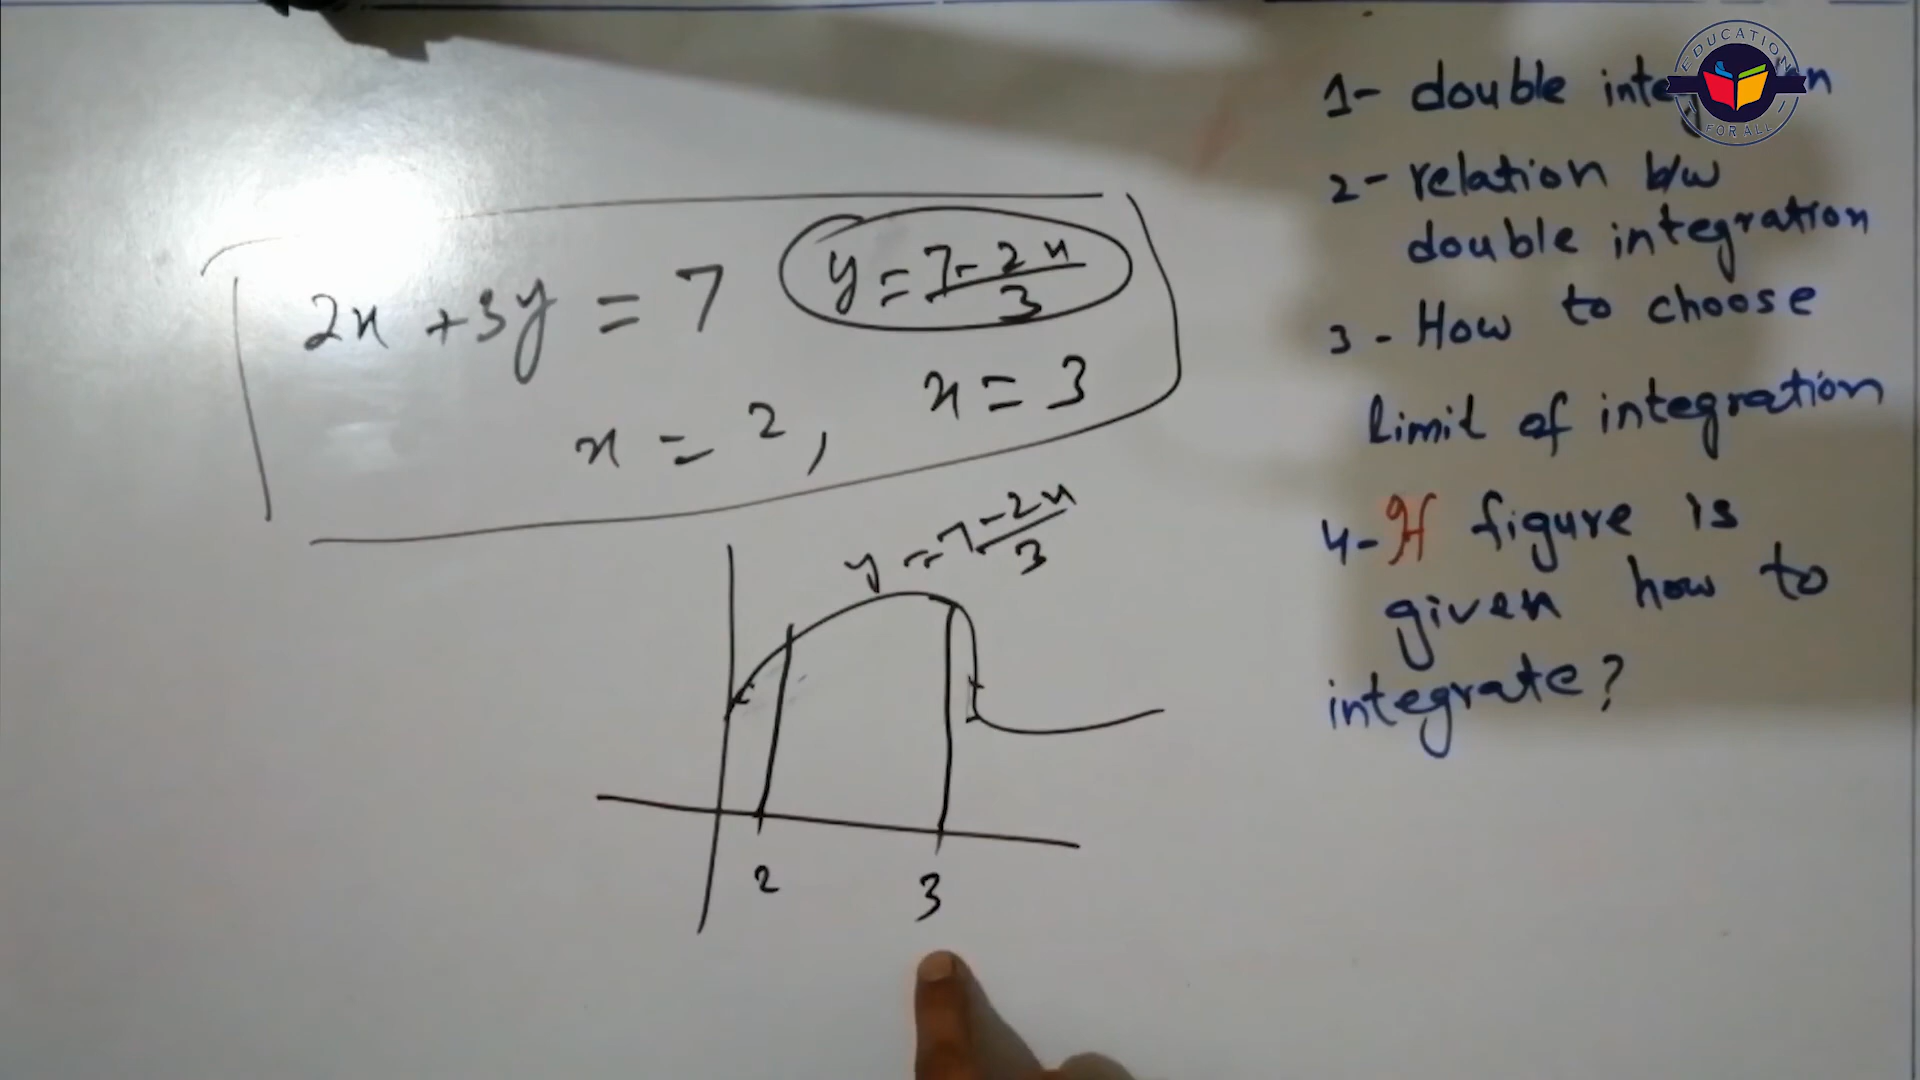 2x + 3y = 7
y = 7-2x/3
x = 2, x = 3
y = 7-2x/3
2
3
1- double
2- relation b/w
double integration
3 - How to choose
limit of integration
4- If figure is
given how to
integrate?
EDUCATION
FOR ALL